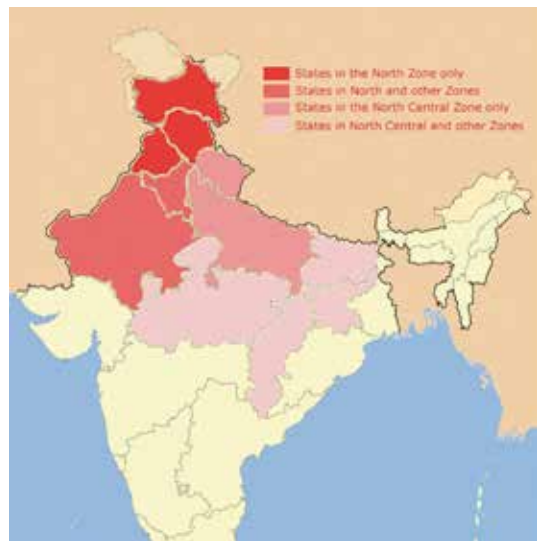 States in the North Zone only
States in North and other Zones
States in the North Central Zone only
States in North Central and other Zones